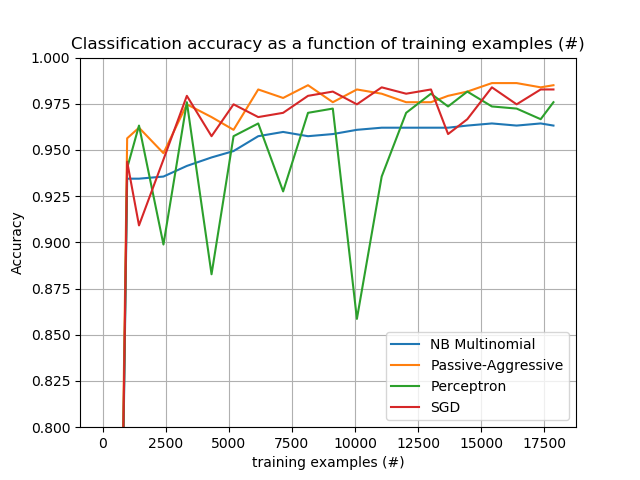 Classification accuracy as a function of training examples (#)
1.000
0.975
0.950
0.925
0.900
0.875
0.850
0.825
0.800
Accuracy
NB Multinomial
Passive-Aggressive
Perceptron
SGD
0 2500 5000 7500 10000 12500 15000 17500
training examples (#)